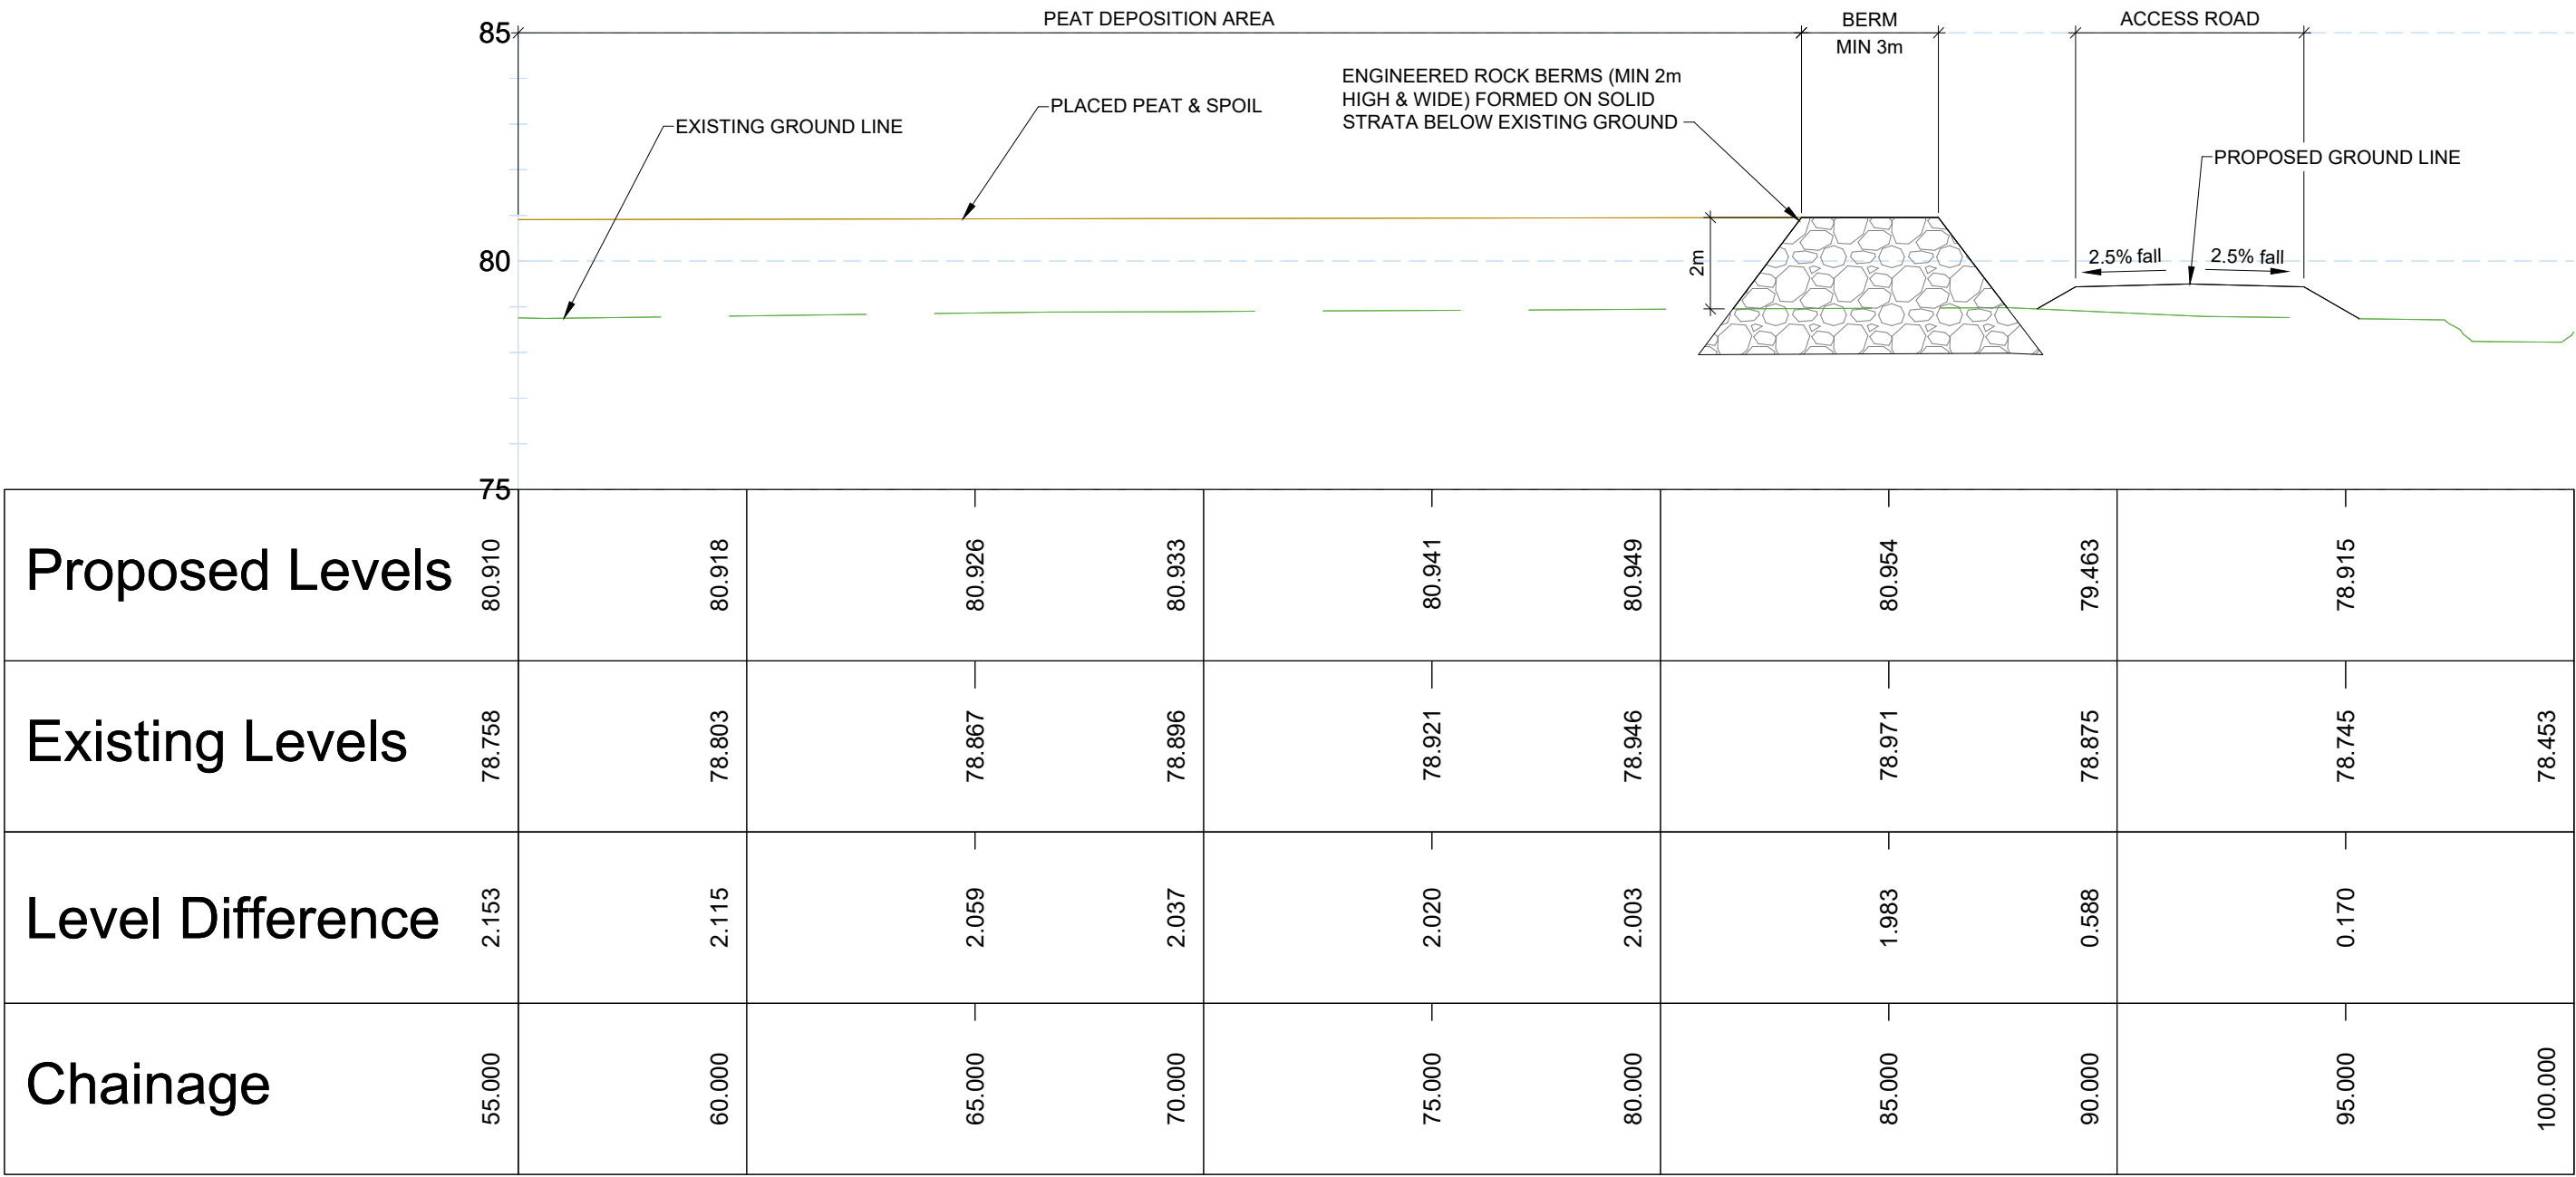 PEAT DEPOSITION AREA
BERM
MIN 3m
ACCESS ROAD
85
ENGINEERED ROCK BERMS (MIN 2m
HIGH & WIDE) FORMED ON SOLID
STRATA BELOW EXISTING GROUND
PLACED PEAT & SPOIL
EXISTING GROUND LINE
PROPOSED GROUND LINE
80
2m
2.5% fall
2.5% fall
75
Proposed Levels 80.910 80.918 80.926 80.933 80.941 80.949 80.954 79.463 78.915
Existing Levels 78.758 78.803 78.867 78.896 78.921 78.946 78.971 78.875 78.745 78.453
Level Difference 2.153 2.115 2.059 2.037 2.020 2.003 1.983 0.588 0.170
Chainage 55.000 60.000 65.000 70.000 75.000 80.000 85.000 90.000 95.000 100.000